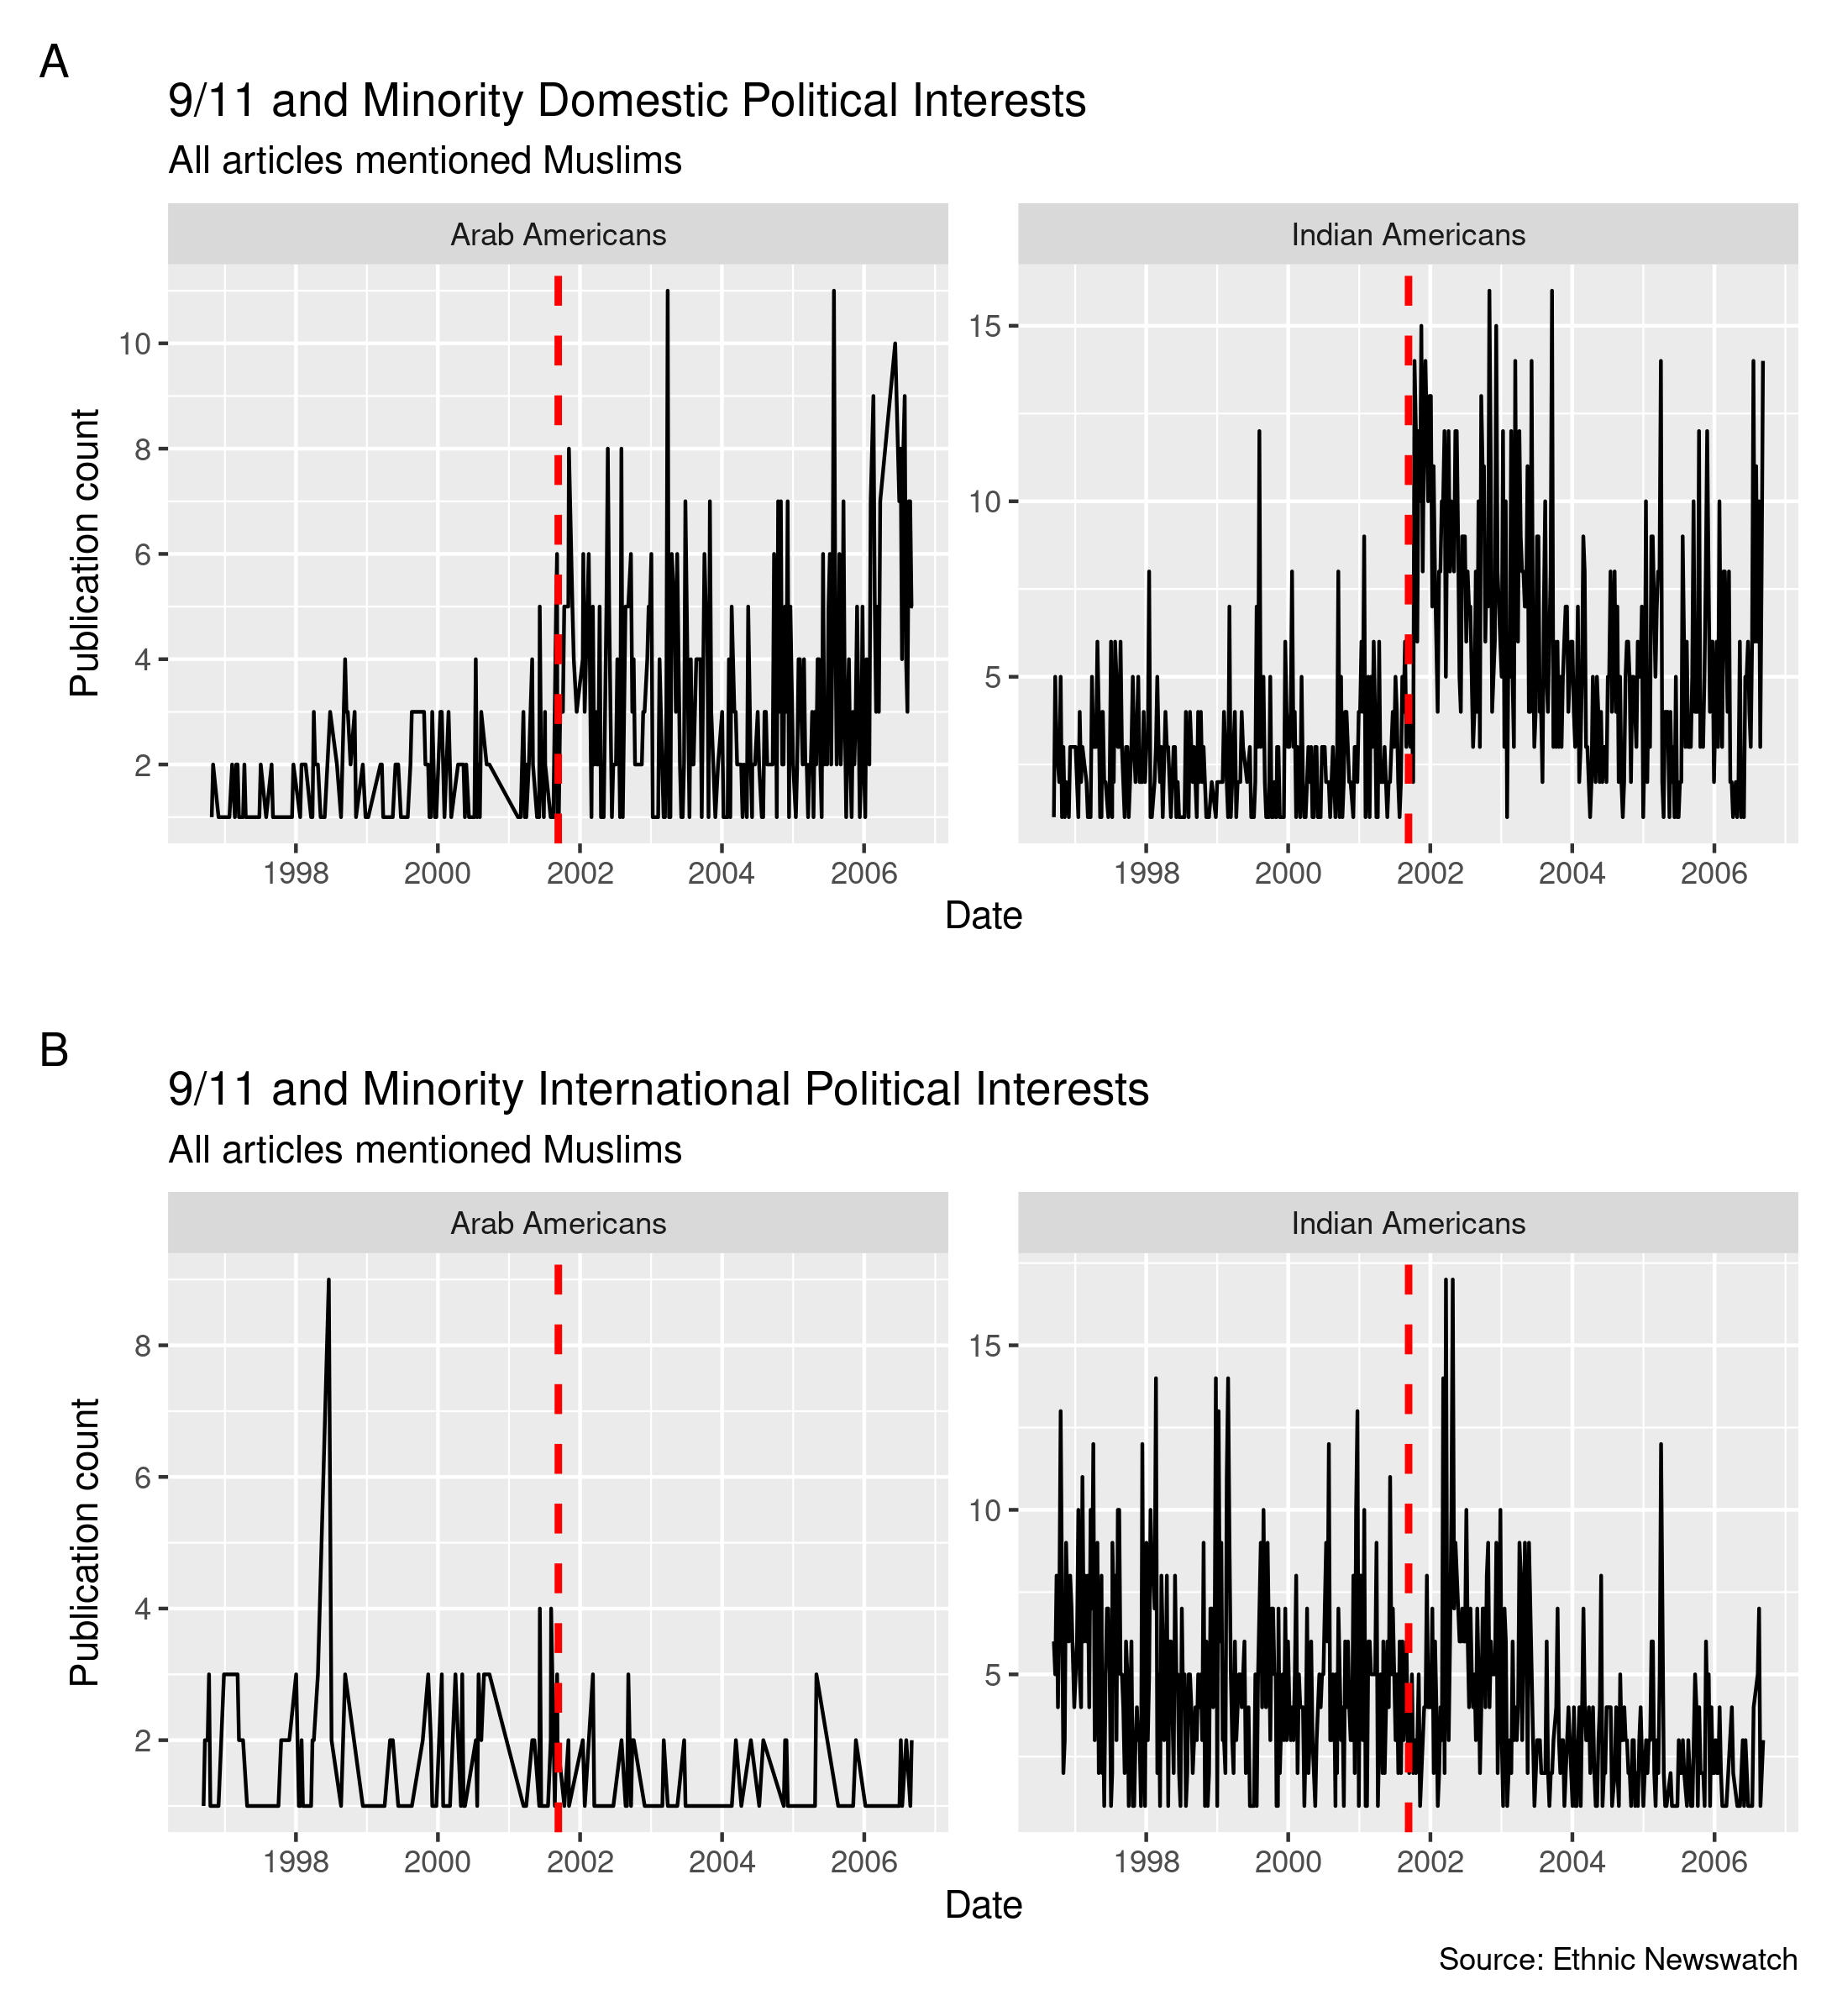 A
9/11 and Minority Domestic Political Interests
All articles mentioned Muslims
Arab Americans
Indian Americans
Publication count
10
8
6
4
2
15
10
5
1998
2000
2002
2004
2006
1998
2000
2002
2004
2006
Date
B
9/11 and Minority International Political Interests
All articles mentioned Muslims
Arab Americans
Indian Americans
Publication count
8
6
4
2
15
10
5
1998
2000
2002
2004
2006
1998
2000
2002
2004
2006
Date
Source: Ethnic Newswatch